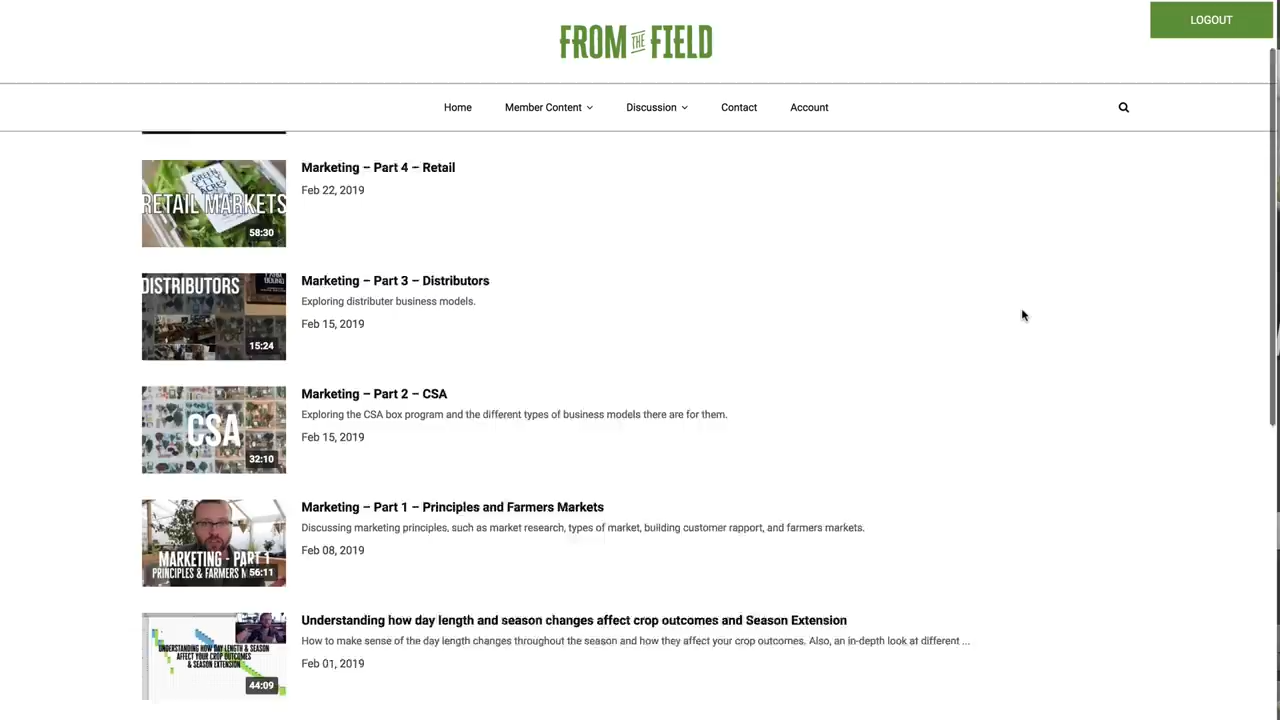 LOGOUT
FROM THE FIELD
Home
Member Content
Discussion
Contact
Account
GREEN CITY ACRES
RETAIL MARKETS
58:30
Marketing – Part 4 – Retail
Feb 22, 2019
DISTRIBUTORS
15:24
Marketing – Part 3 – Distributors
Exploring distributer business models.
Feb 15, 2019
CSA
32:10
Marketing – Part 2 – CSA
Exploring the CSA box program and the different types of business models there are for them.
Feb 15, 2019
MARKETING - PART 1
PRINCIPLES & FARMERS M
56:11
Marketing – Part 1 – Principles and Farmers Markets
Discussing marketing principles, such as market research, types of market, building customer rapport, and farmers markets.
Feb 08, 2019
UNDERSTANDING HOW DAY LENGTH & SEASON
AFFECT YOUR CROP OUTCOMES
& SEASON EXTENSION
44:09
Understanding how day length and season changes affect crop outcomes and Season Extension
How to make sense of the day length changes throughout the season and how they affect your crop outcomes. Also, an in-depth look at different ...
Feb 01, 2019